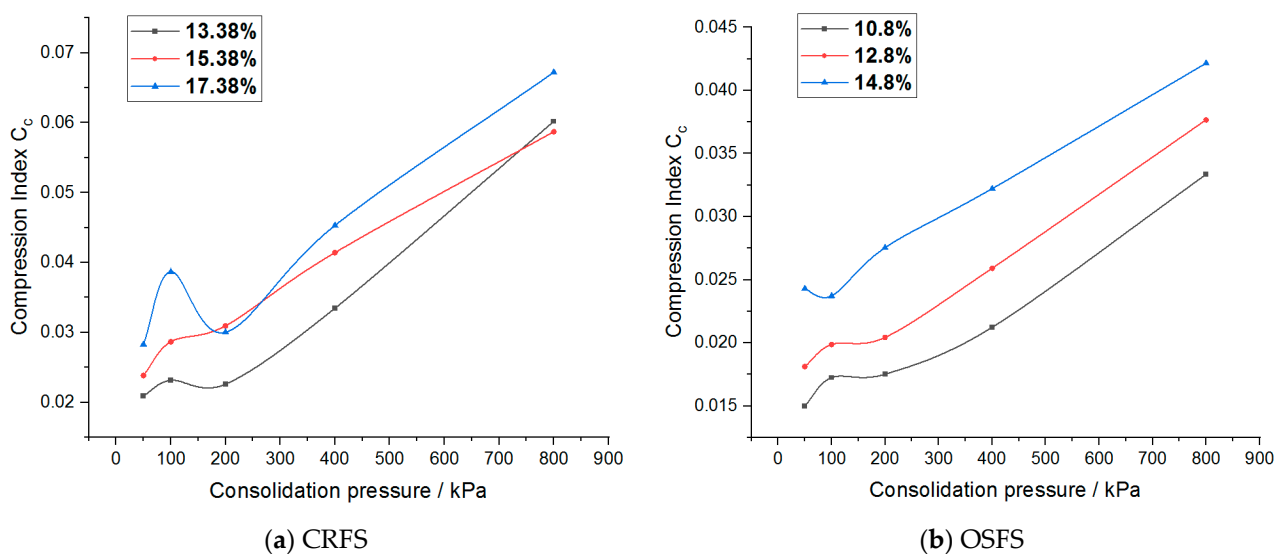 13.38%
15.38%
17.38%
0.07
0.06
0.05
0.04
0.03
0.02
Compression Index Cc
0 100 200 300 400 500 600 700 800 900
Consolidation pressure / kPa
(a) CRFS
10.8%
12.8%
14.8%
0.045
0.040
0.035
0.030
0.025
0.020
0.015
Compression Index Cc
0 100 200 300 400 500 600 700 800 900
Consolidation pressure / kPa
(b) OSFS